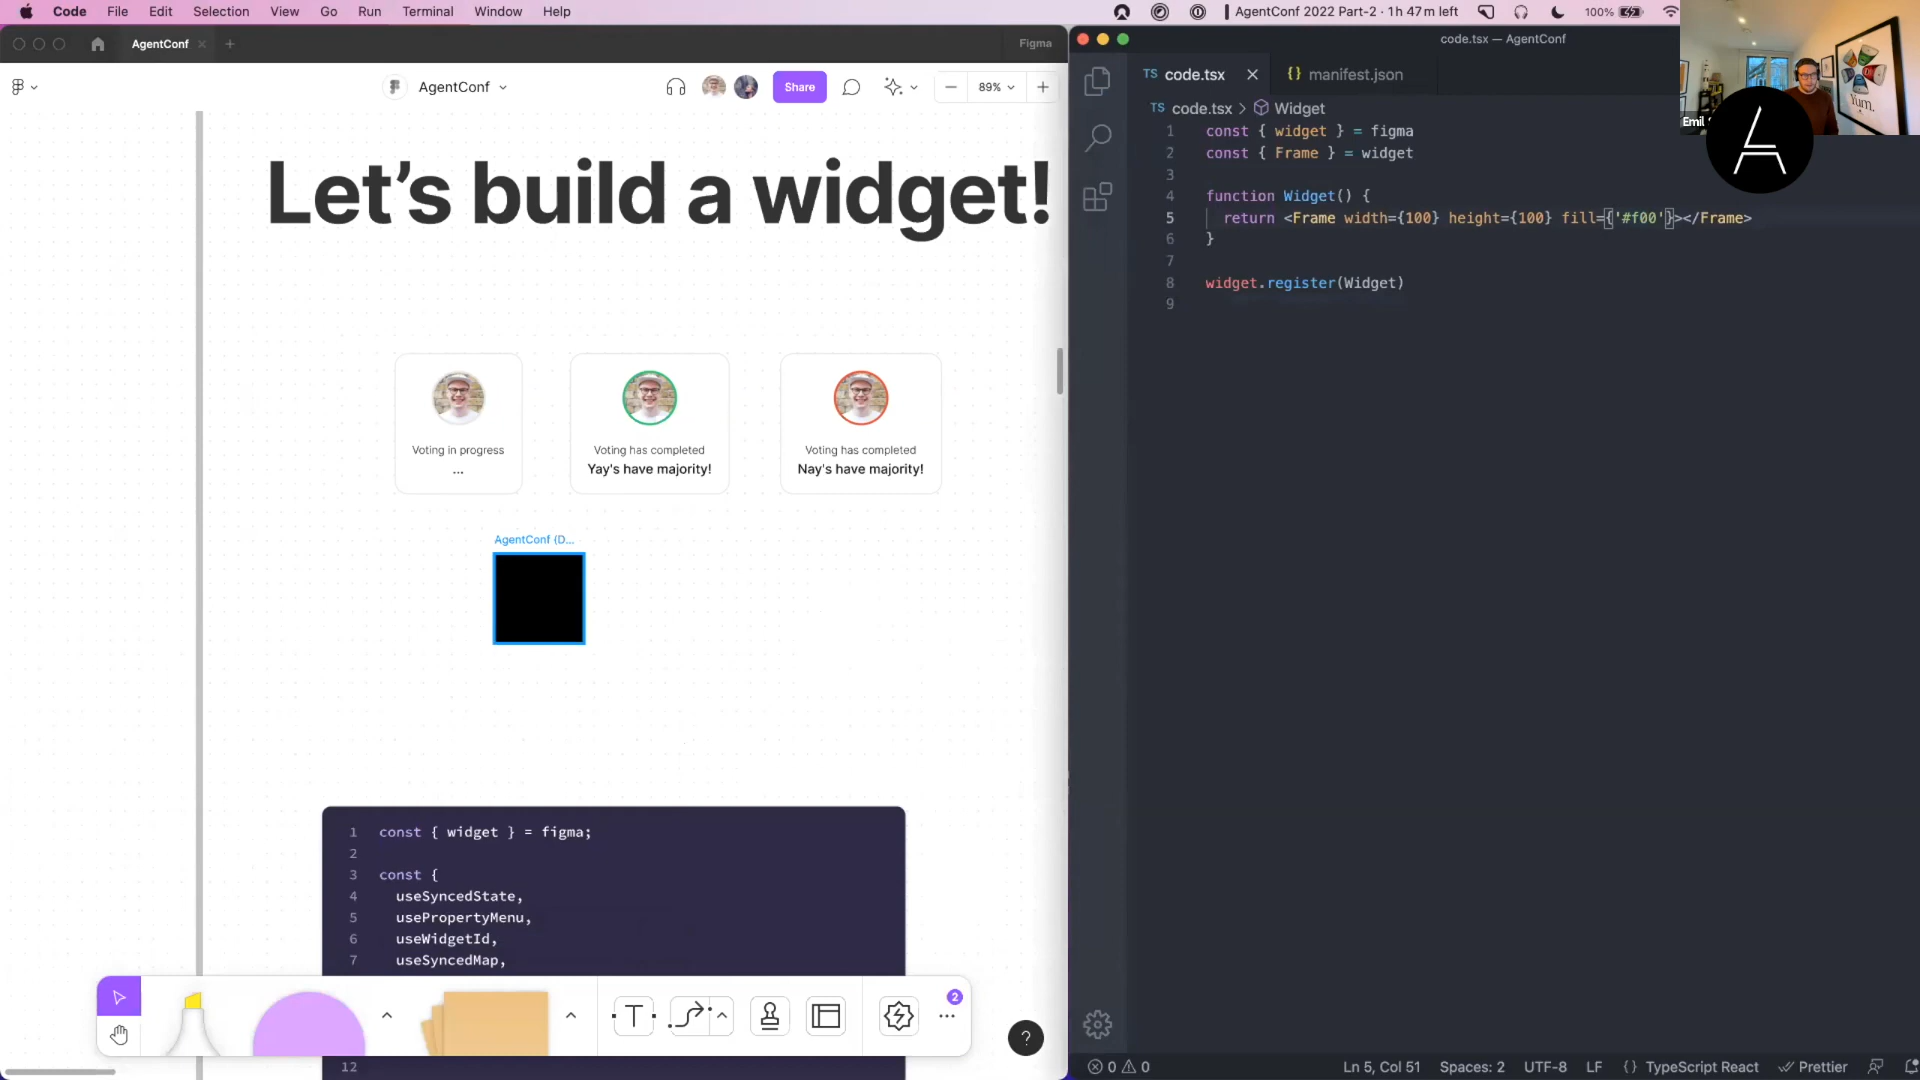 Code File Edit Selection View Go Run Terminal Window Help
AgentConf 2022 Part-2 · 1h 47m left
100%
AgentConf
Figma
AgentConf
Share
89%
Let's build a widget!
Voting in progress
...
Voting has completed
Yay's have majority!
Voting has completed
Nay's have majority!
AgentConf (D...
1 const { widget } = figma;
2
3 const {
4 useSyncedState,
5 usePropertyMenu,
6 useWidgetId,
7 useSyncedMap,
12
T
2
?
code.tsx — AgentConf
TS code.tsx
{} manifest.json
TS code.tsx > Widget
1 const { widget } = figma
2 const { Frame } = widget
3
4 function Widget() {
5 return <Frame width={100} height={100} fill={'#f00'}></Frame>
6 }
7
8 widget.register(Widget)
9
Emil
Yum.
0 0
Ln 5, Col 51 Spaces: 2 UTF-8 LF {} TypeScript React Prettier